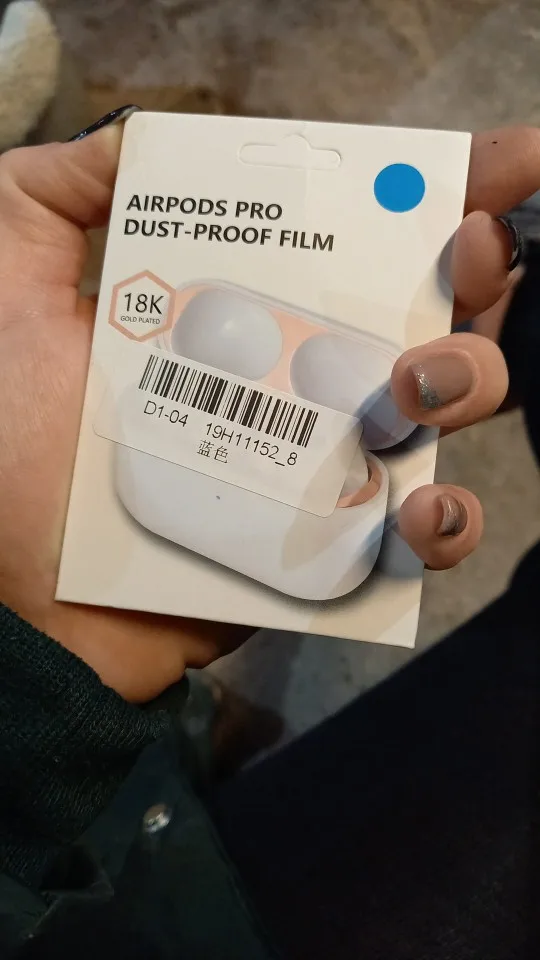 AIRPODS PRO
DUST-PROOF FILM
18K
GOLD PLATED
D1-04 19H11152_8
蓝色